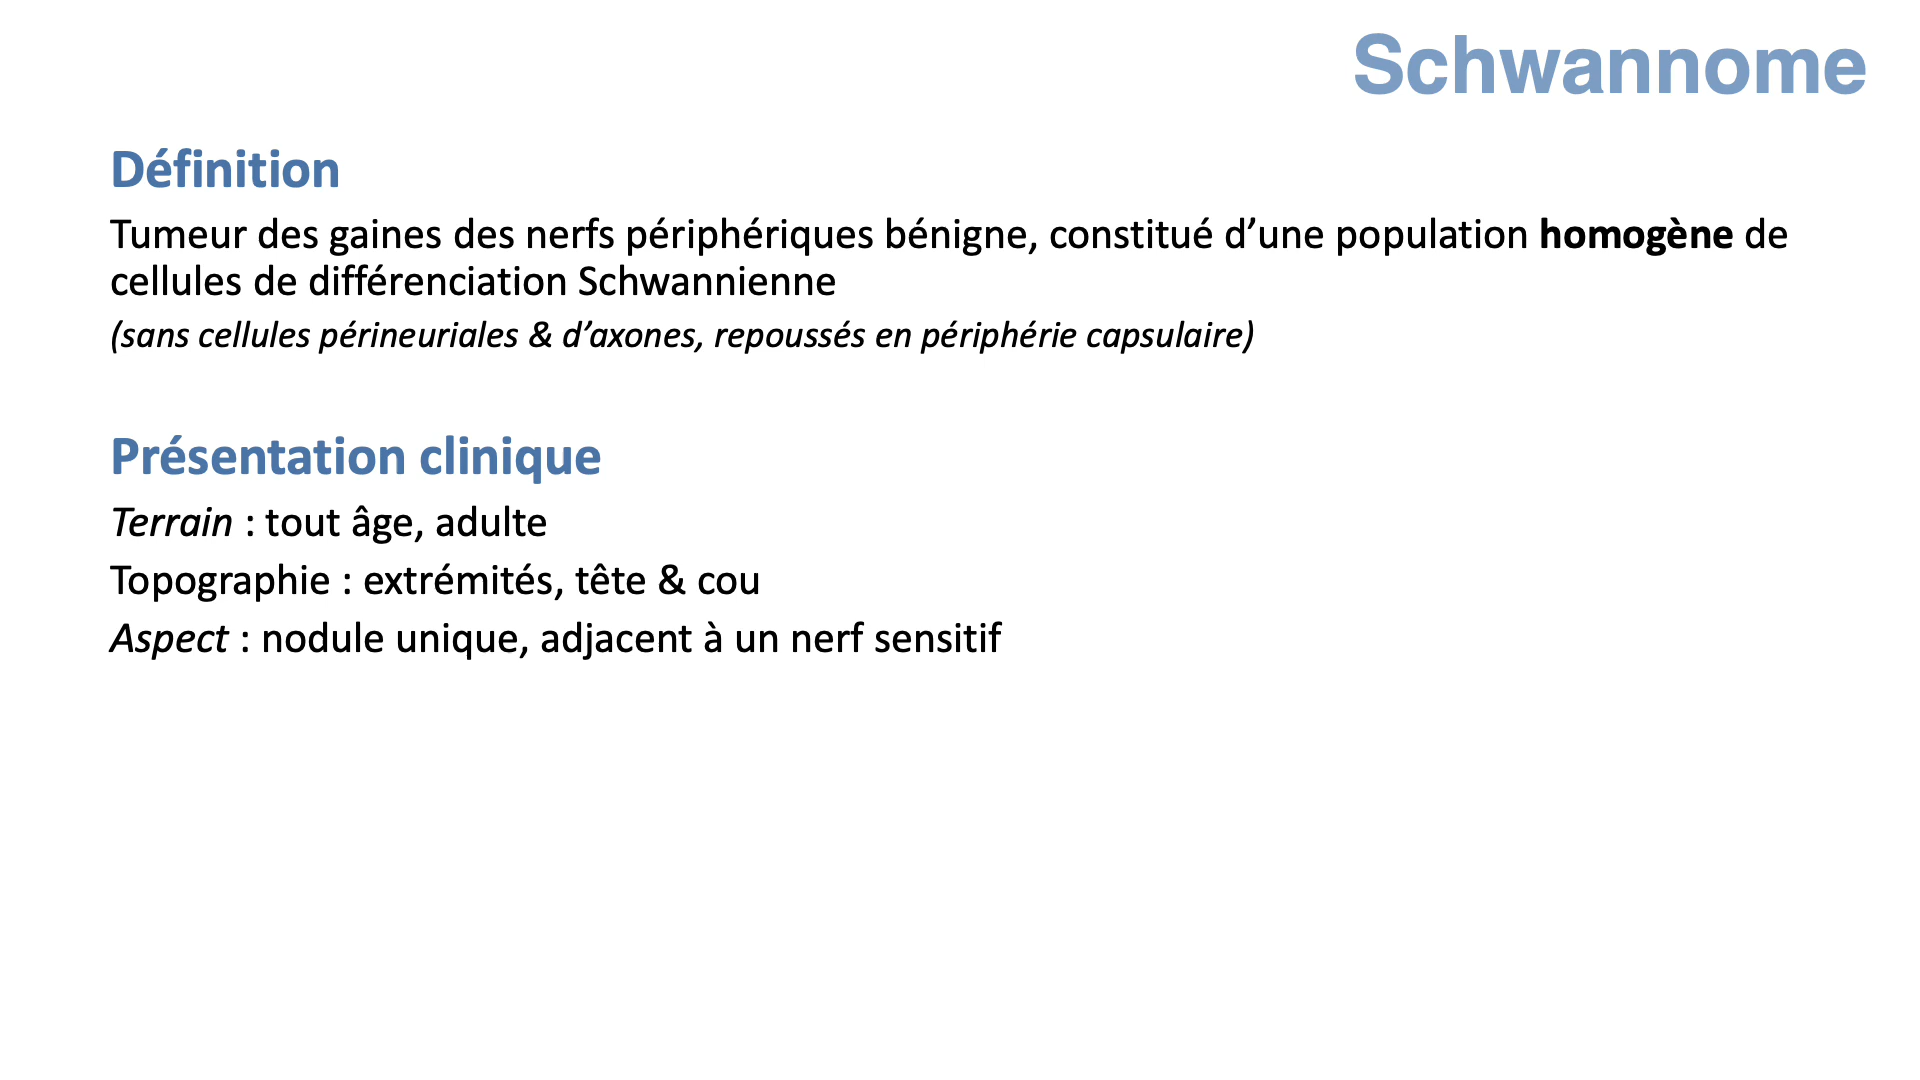 Schwannome
Définition
Tumeur des gaines des nerfs périphériques bénigne, constitué d’une population homogène de
cellules de différenciation Schwannienne
(sans cellules périneuriales & d’axones, repoussés en périphérie capsulaire)
Présentation clinique
Terrain : tout âge, adulte
Topographie : extrémités, tête & cou
Aspect : nodule unique, adjacent à un nerf sensitif